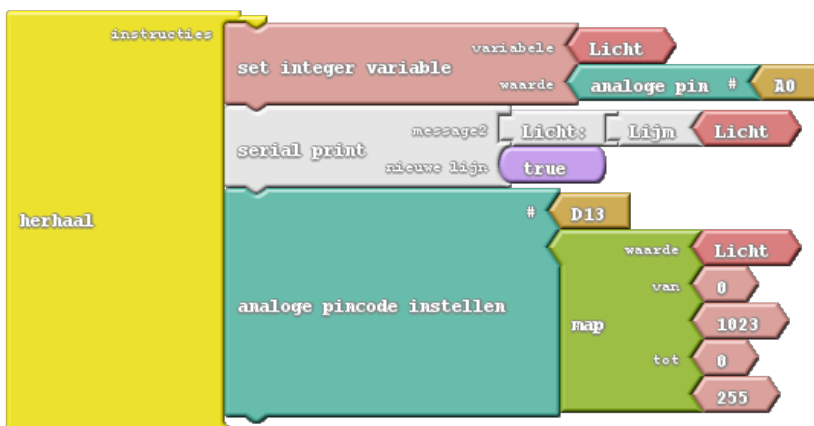 instructies
variabele Licht
set integer variable
waarde analoge pin # A0
message2 Licht: Lijm Licht
serial print
nieuwe lijn true
herhaal
# D13
analoge pincode instellen
map
waarde Licht
van 0
1023
tot 0
255